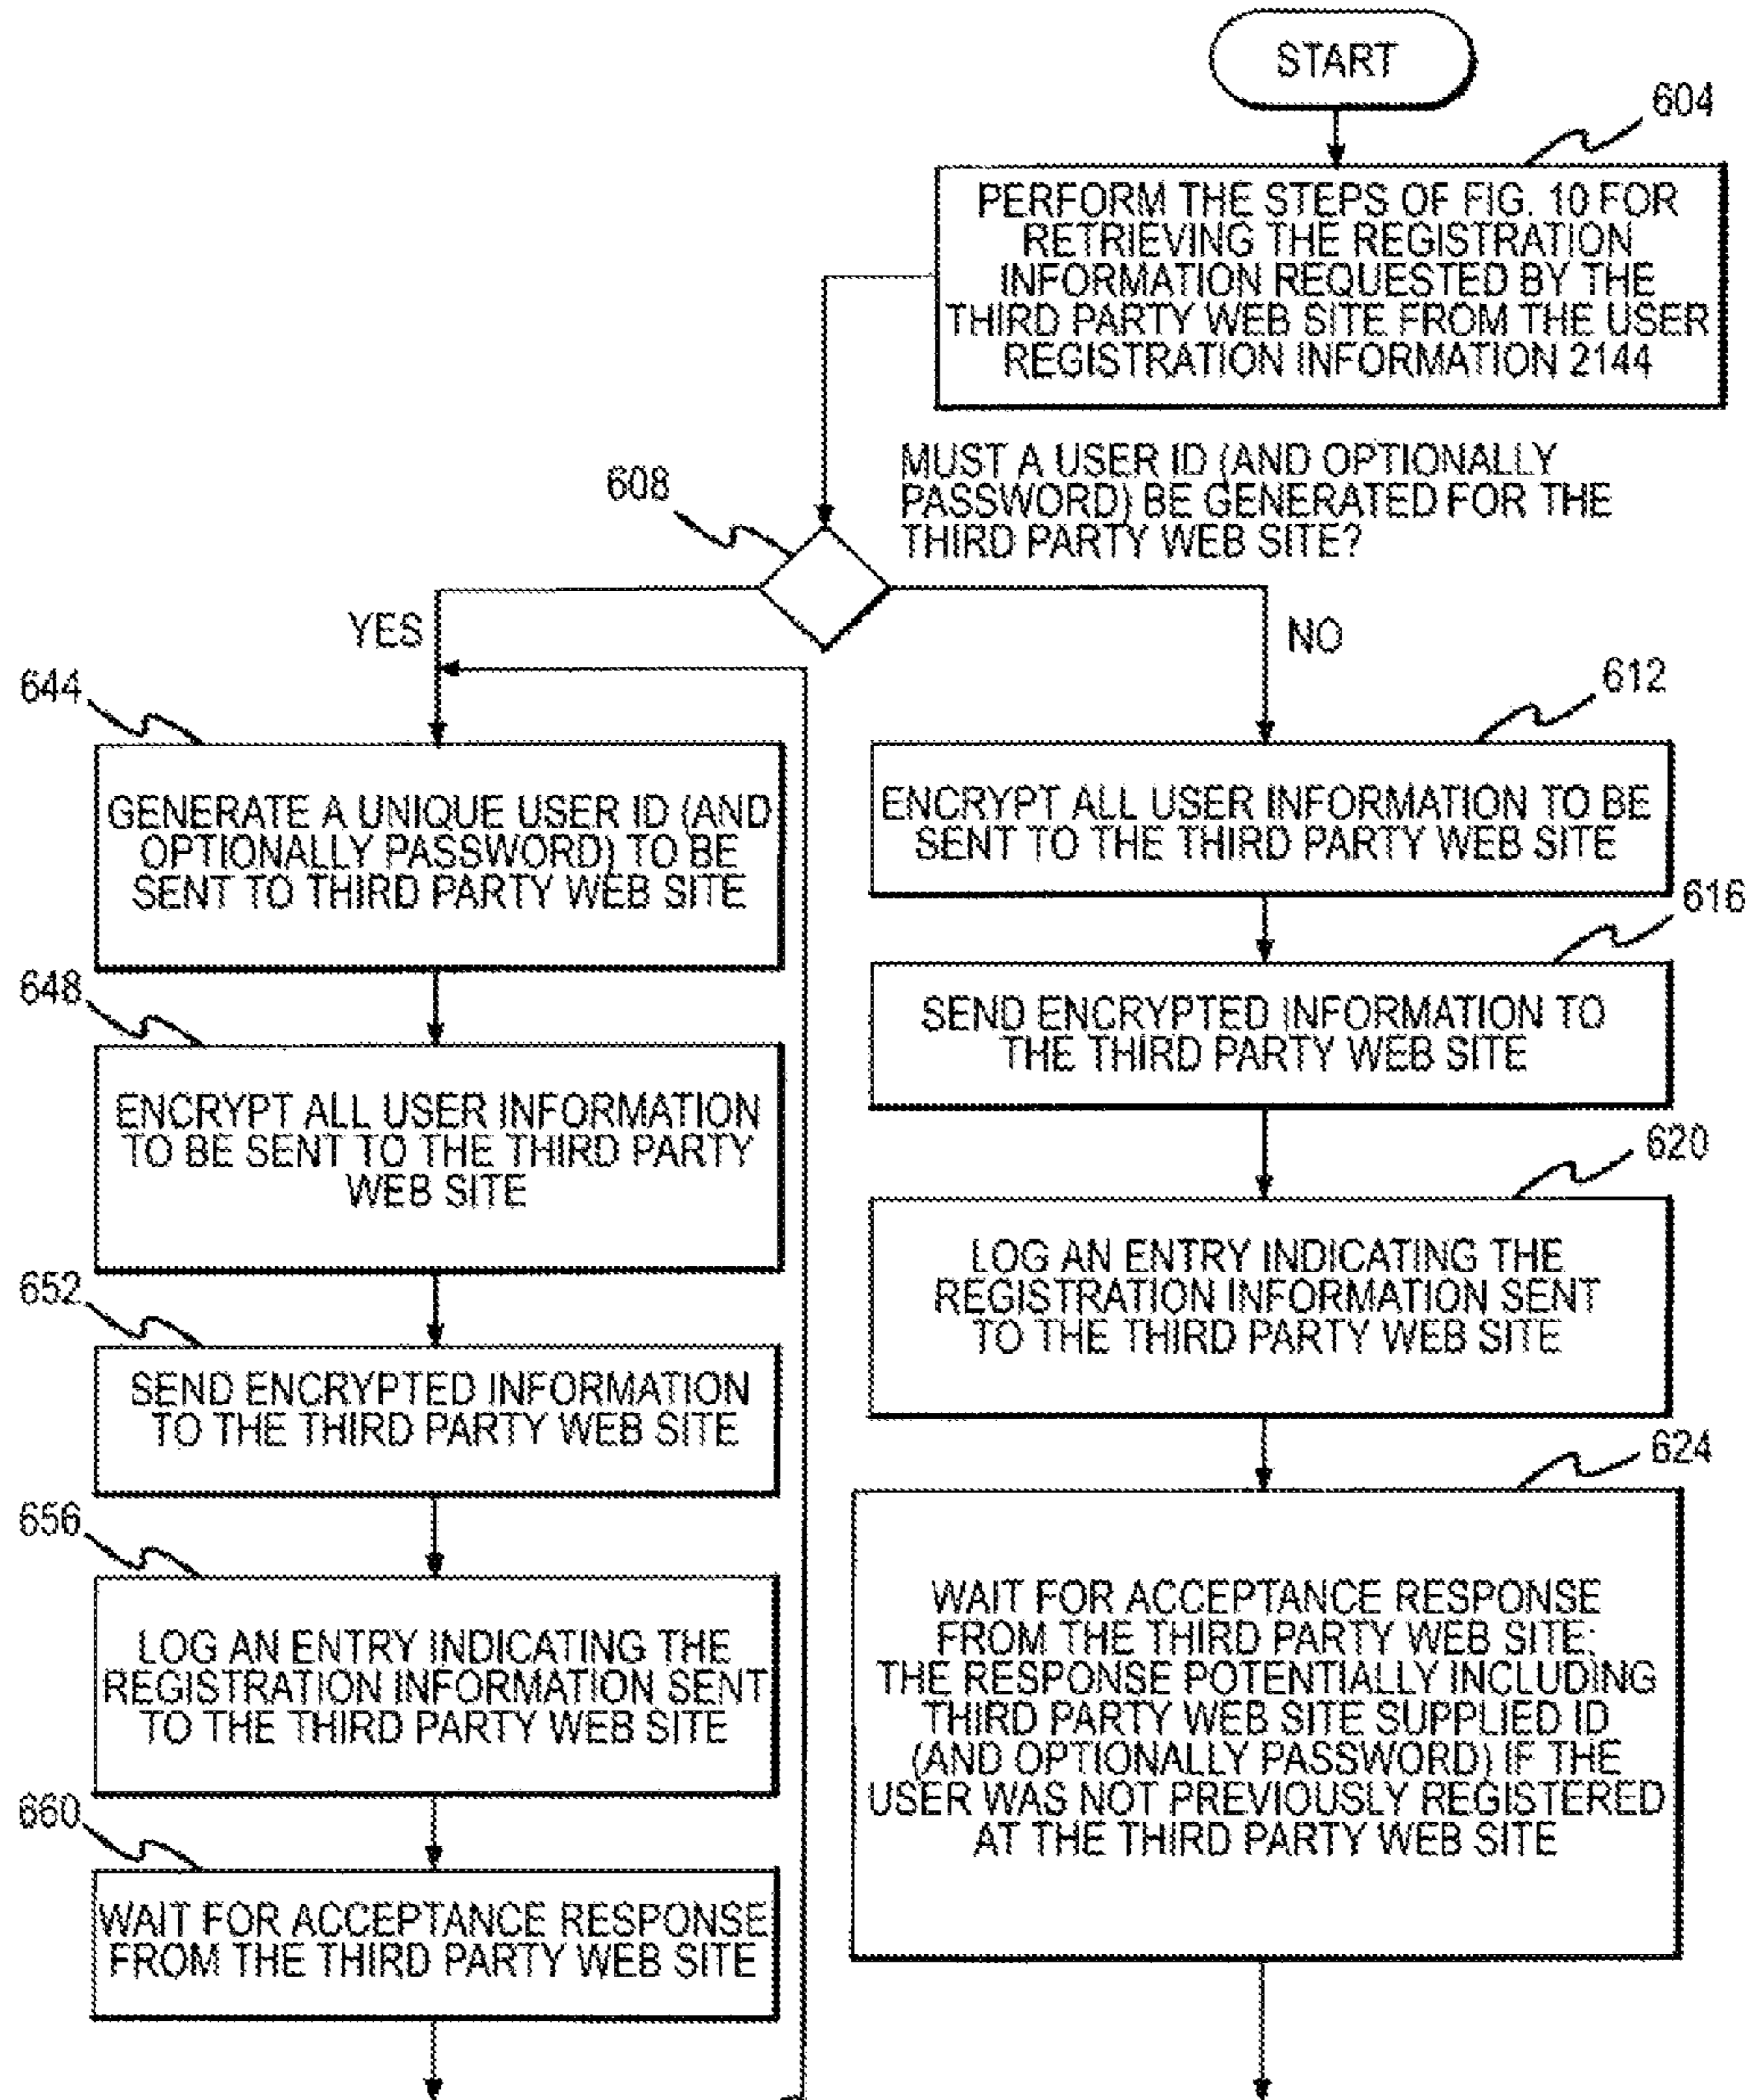 START
604
PERFORM THE STEPS OF FIG. 10 FOR
RETRIEVING THE REGISTRATION
INFORMATION REQUESTED BY THE
THIRD PARTY WEB SITE FROM THE USER
REGISTRATION INFORMATION 2144
608
MUST A USER ID (AND OPTIONALLY
PASSWORD) BE GENERATED FOR THE
THIRD PARTY WEB SITE?
YES
NO
644
GENERATE A UNIQUE USER ID (AND
OPTIONALLY PASSWORD) TO BE
SENT TO THIRD PARTY WEB SITE
648
ENCRYPT ALL USER INFORMATION
TO BE SENT TO THE THIRD PARTY
WEB SITE
652
SEND ENCRYPTED INFORMATION
TO THE THIRD PARTY WEB SITE
656
LOG AN ENTRY INDICATING THE
REGISTRATION INFORMATION SENT
TO THE THIRD PARTY WEB SITE
660
WAIT FOR ACCEPTANCE RESPONSE
FROM THE THIRD PARTY WEB SITE
612
ENCRYPT ALL USER INFORMATION TO BE
SENT TO THE THIRD PARTY WEB SITE
616
SEND ENCRYPTED INFORMATION TO
THE THIRD PARTY WEB SITE
620
LOG AN ENTRY INDICATING THE
REGISTRATION INFORMATION SENT
TO THE THIRD PARTY WEB SITE
624
WAIT FOR ACCEPTANCE RESPONSE
FROM THE THIRD PARTY WEB SITE;
THE RESPONSE POTENTIALLY INCLUDING
THIRD PARTY WEB SITE SUPPLIED ID
(AND OPTIONALLY PASSWORD) IF THE
USER WAS NOT PREVIOUSLY REGISTERED
AT THE THIRD PARTY WEB SITE